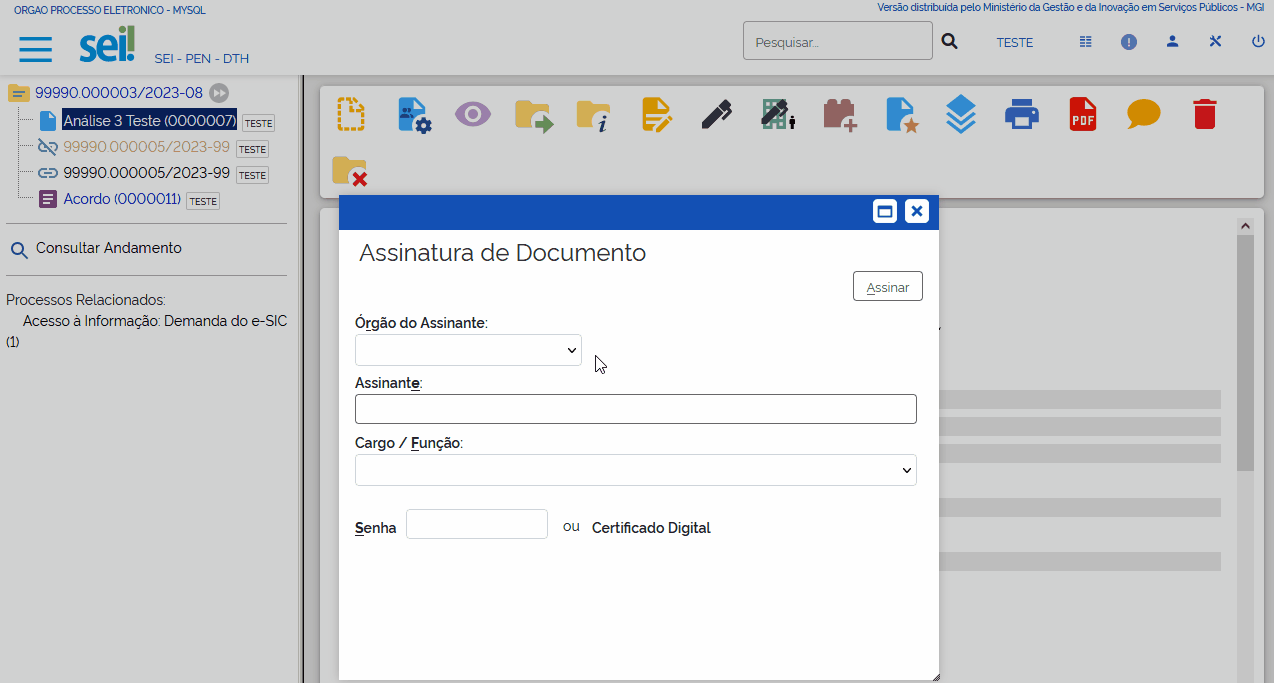 ORGAO PROCESSO ELETRONICO - MYSQL
Versão distribuída pelo Ministério da Gestão e da Inovação em Serviços Públicos - MGI
sei!
SEI - PEN - DTH
Pesquisar...
TESTE
99990.000003/2023-08
Análise 3 Teste (0000007) TESTE
99990.000005/2023-99 TESTE
99990.000005/2023-99 TESTE
Acordo (0000011) TESTE
Consultar Andamento
Processos Relacionados:
Acesso à Informação: Demanda do e-SIC
(1)
PDF
Assinatura de Documento
Assinar
Órgão do Assinante:
Assinante:
Cargo / Função:
Senha ou Certificado Digital